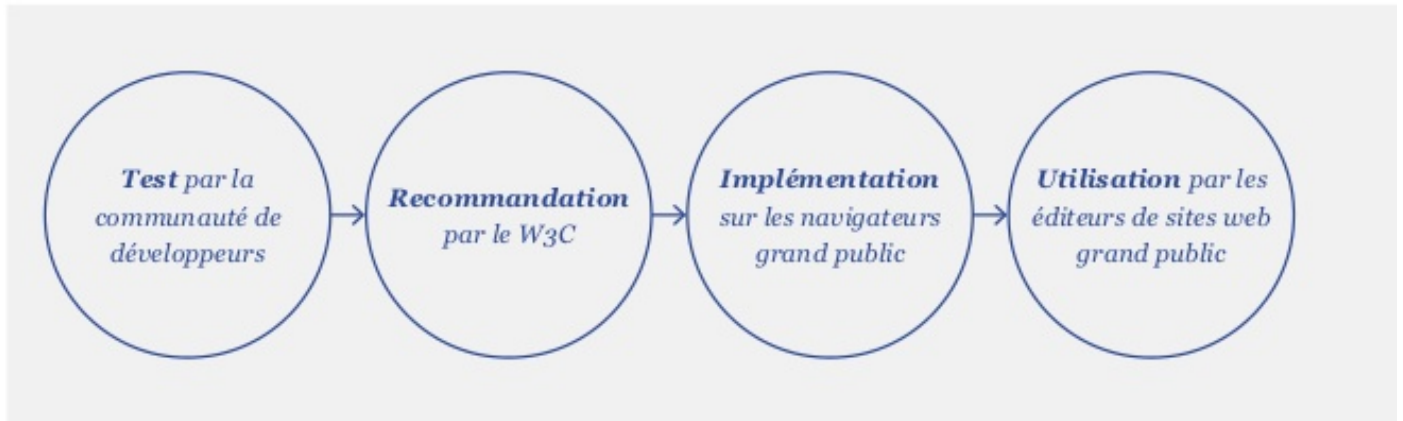 Test par la
communauté de
développeurs
Recommandation
par le W3C
Implémentation
sur les navigateurs
grand public
Utilisation par les
éditeurs de sites web
grand public